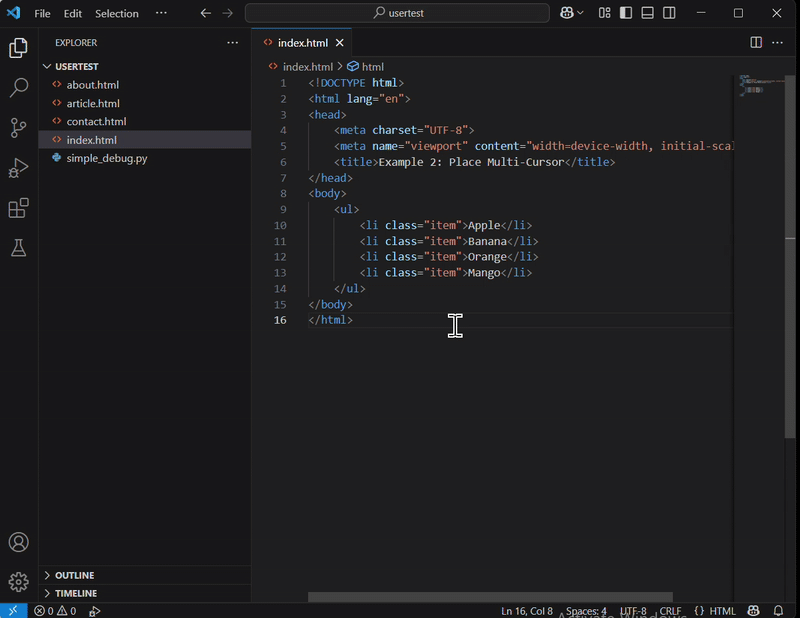 File Edit Selection ··· usertest
EXPLORER ···
USERTEST
about.html
article.html
contact.html
index.html
simple_debug.py
OUTLINE
TIMELINE
index.html
index.html > html
1 <!DOCTYPE html>
2 <html lang="en">
3 <head>
4 <meta charset="UTF-8">
5 <meta name="viewport" content="width=device-width, initial-scal
6 <title>Example 2: Place Multi-Cursor</title>
7 </head>
8 <body>
9 <ul>
10 <li class="item">Apple</li>
11 <li class="item">Banana</li>
12 <li class="item">Orange</li>
13 <li class="item">Mango</li>
14 </ul>
15 </body>
16 </html>
0 0 Ln 16, Col 8 Spaces: 4 UTF-8 CRLF {} HTML
Activate Windows